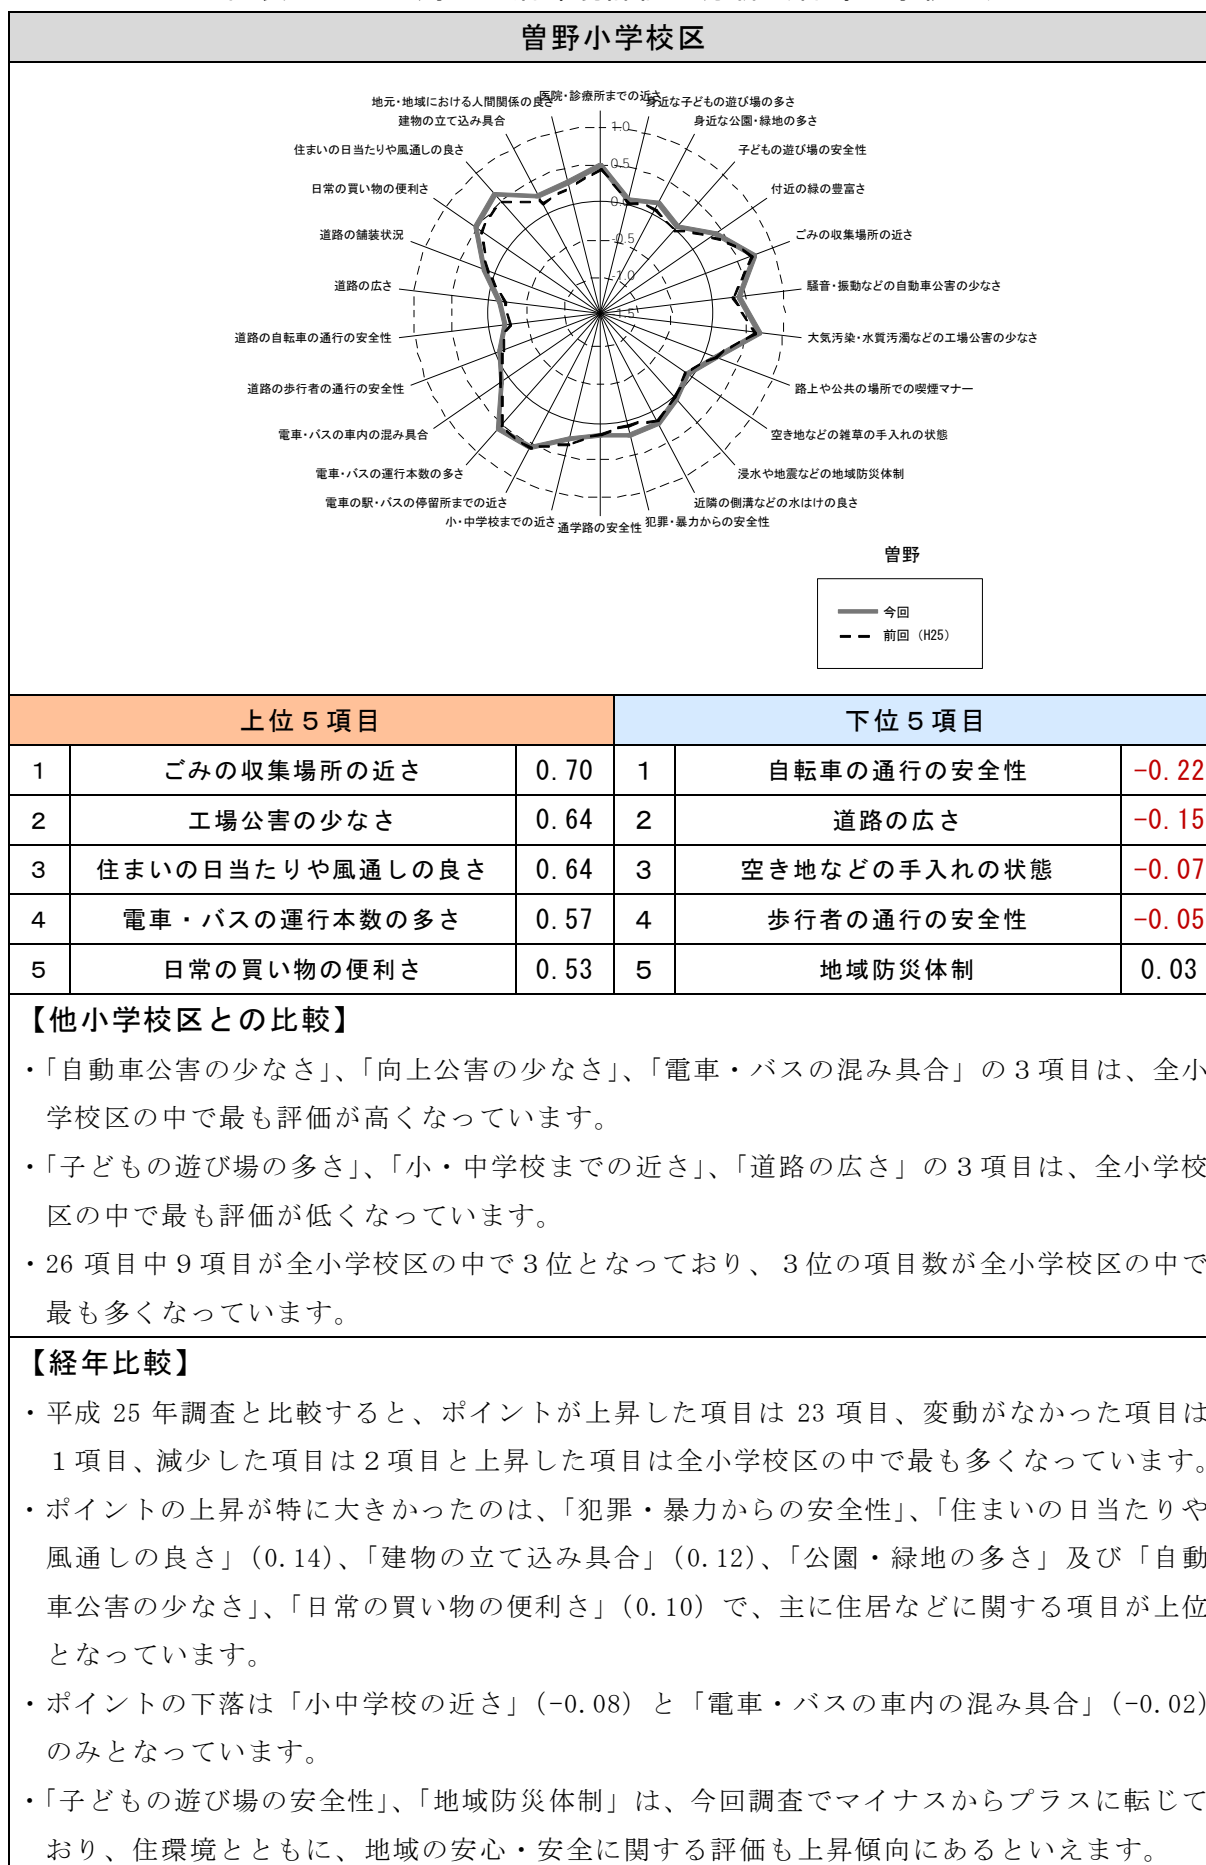 曽野小学校区
医院・診療所までの近さ
身近な子どもの遊び場の多さ
身近な公園・緑地の多さ
子どもの遊び場の安全性
付近の緑の豊富さ
ごみの収集場所の近さ
騒音・振動などの自動車公害の少なさ
大気汚染・水質汚濁などの工場公害の少なさ
路上や公共の場所での喫煙マナー
空き地などの雑草の手入れの状態
浸水や地震などの地域防災体制
近隣の側溝などの水はけの良さ
犯罪・暴力からの安全性
通学路の安全性
小・中学校までの近さ
電車の駅・バスの停留所までの近さ
電車・バスの運行本数の多さ
電車・バスの車内の混み具合
道路の歩行者の通行の安全性
道路の自転車の通行の安全性
道路の広さ
道路の舗装状況
日常の買い物の便利さ
住まいの日当たりや風通しの良さ
建物の立て込み具合
地元・地域における人間関係の良さ
1.0
0.5
0.0
-0.5
-1.0
-1.5
曽野
今回
前回（H25）
上位５項目 下位５項目
1 ごみの収集場所の近さ 0.70 1 自転車の通行の安全性 -0.22
2 工場公害の少なさ 0.64 2 道路の広さ -0.15
3 住まいの日当たりや風通しの良さ 0.64 3 空き地などの手入れの状態 -0.07
4 電車・バスの運行本数の多さ 0.57 4 歩行者の通行の安全性 -0.05
5 日常の買い物の便利さ 0.53 5 地域防災体制 0.03
【他小学校区との比較】
・「自動車公害の少なさ」、「向上公害の少なさ」、「電車・バスの混み具合」の３項目は、全小
学校区の中で最も評価が高くなっています。
・「子どもの遊び場の多さ」、「小・中学校までの近さ」、「道路の広さ」の３項目は、全小学校
区の中で最も評価が低くなっています。
・26 項目中９項目が全小学校区の中で３位となっており、３位の項目数が全小学校区の中で
最も多くなっています。
【経年比較】
・平成 25 年調査と比較すると、ポイントが上昇した項目は 23 項目、変動がなかった項目は
１項目、減少した項目は２項目と上昇した項目は全小学校区の中で最も多くなっています。
・ポイントの上昇が特に大きかったのは、「犯罪・暴力からの安全性」、「住まいの日当たりや
風通しの良さ」（0.14）、「建物の立て込み具合」（0.12）、「公園・緑地の多さ」及び「自動
車公害の少なさ」、「日常の買い物の便利さ」（0.10）で、主に住居などに関する項目が上位
となっています。
・ポイントの下落は「小中学校の近さ」（-0.08）と「電車・バスの車内の混み具合」（-0.02）
のみとなっています。
・「子どもの遊び場の安全性」、「地域防災体制」は、今回調査でマイナスからプラスに転じて
おり、住環境とともに、地域の安心・安全に関する評価も上昇傾向にあるといえます。